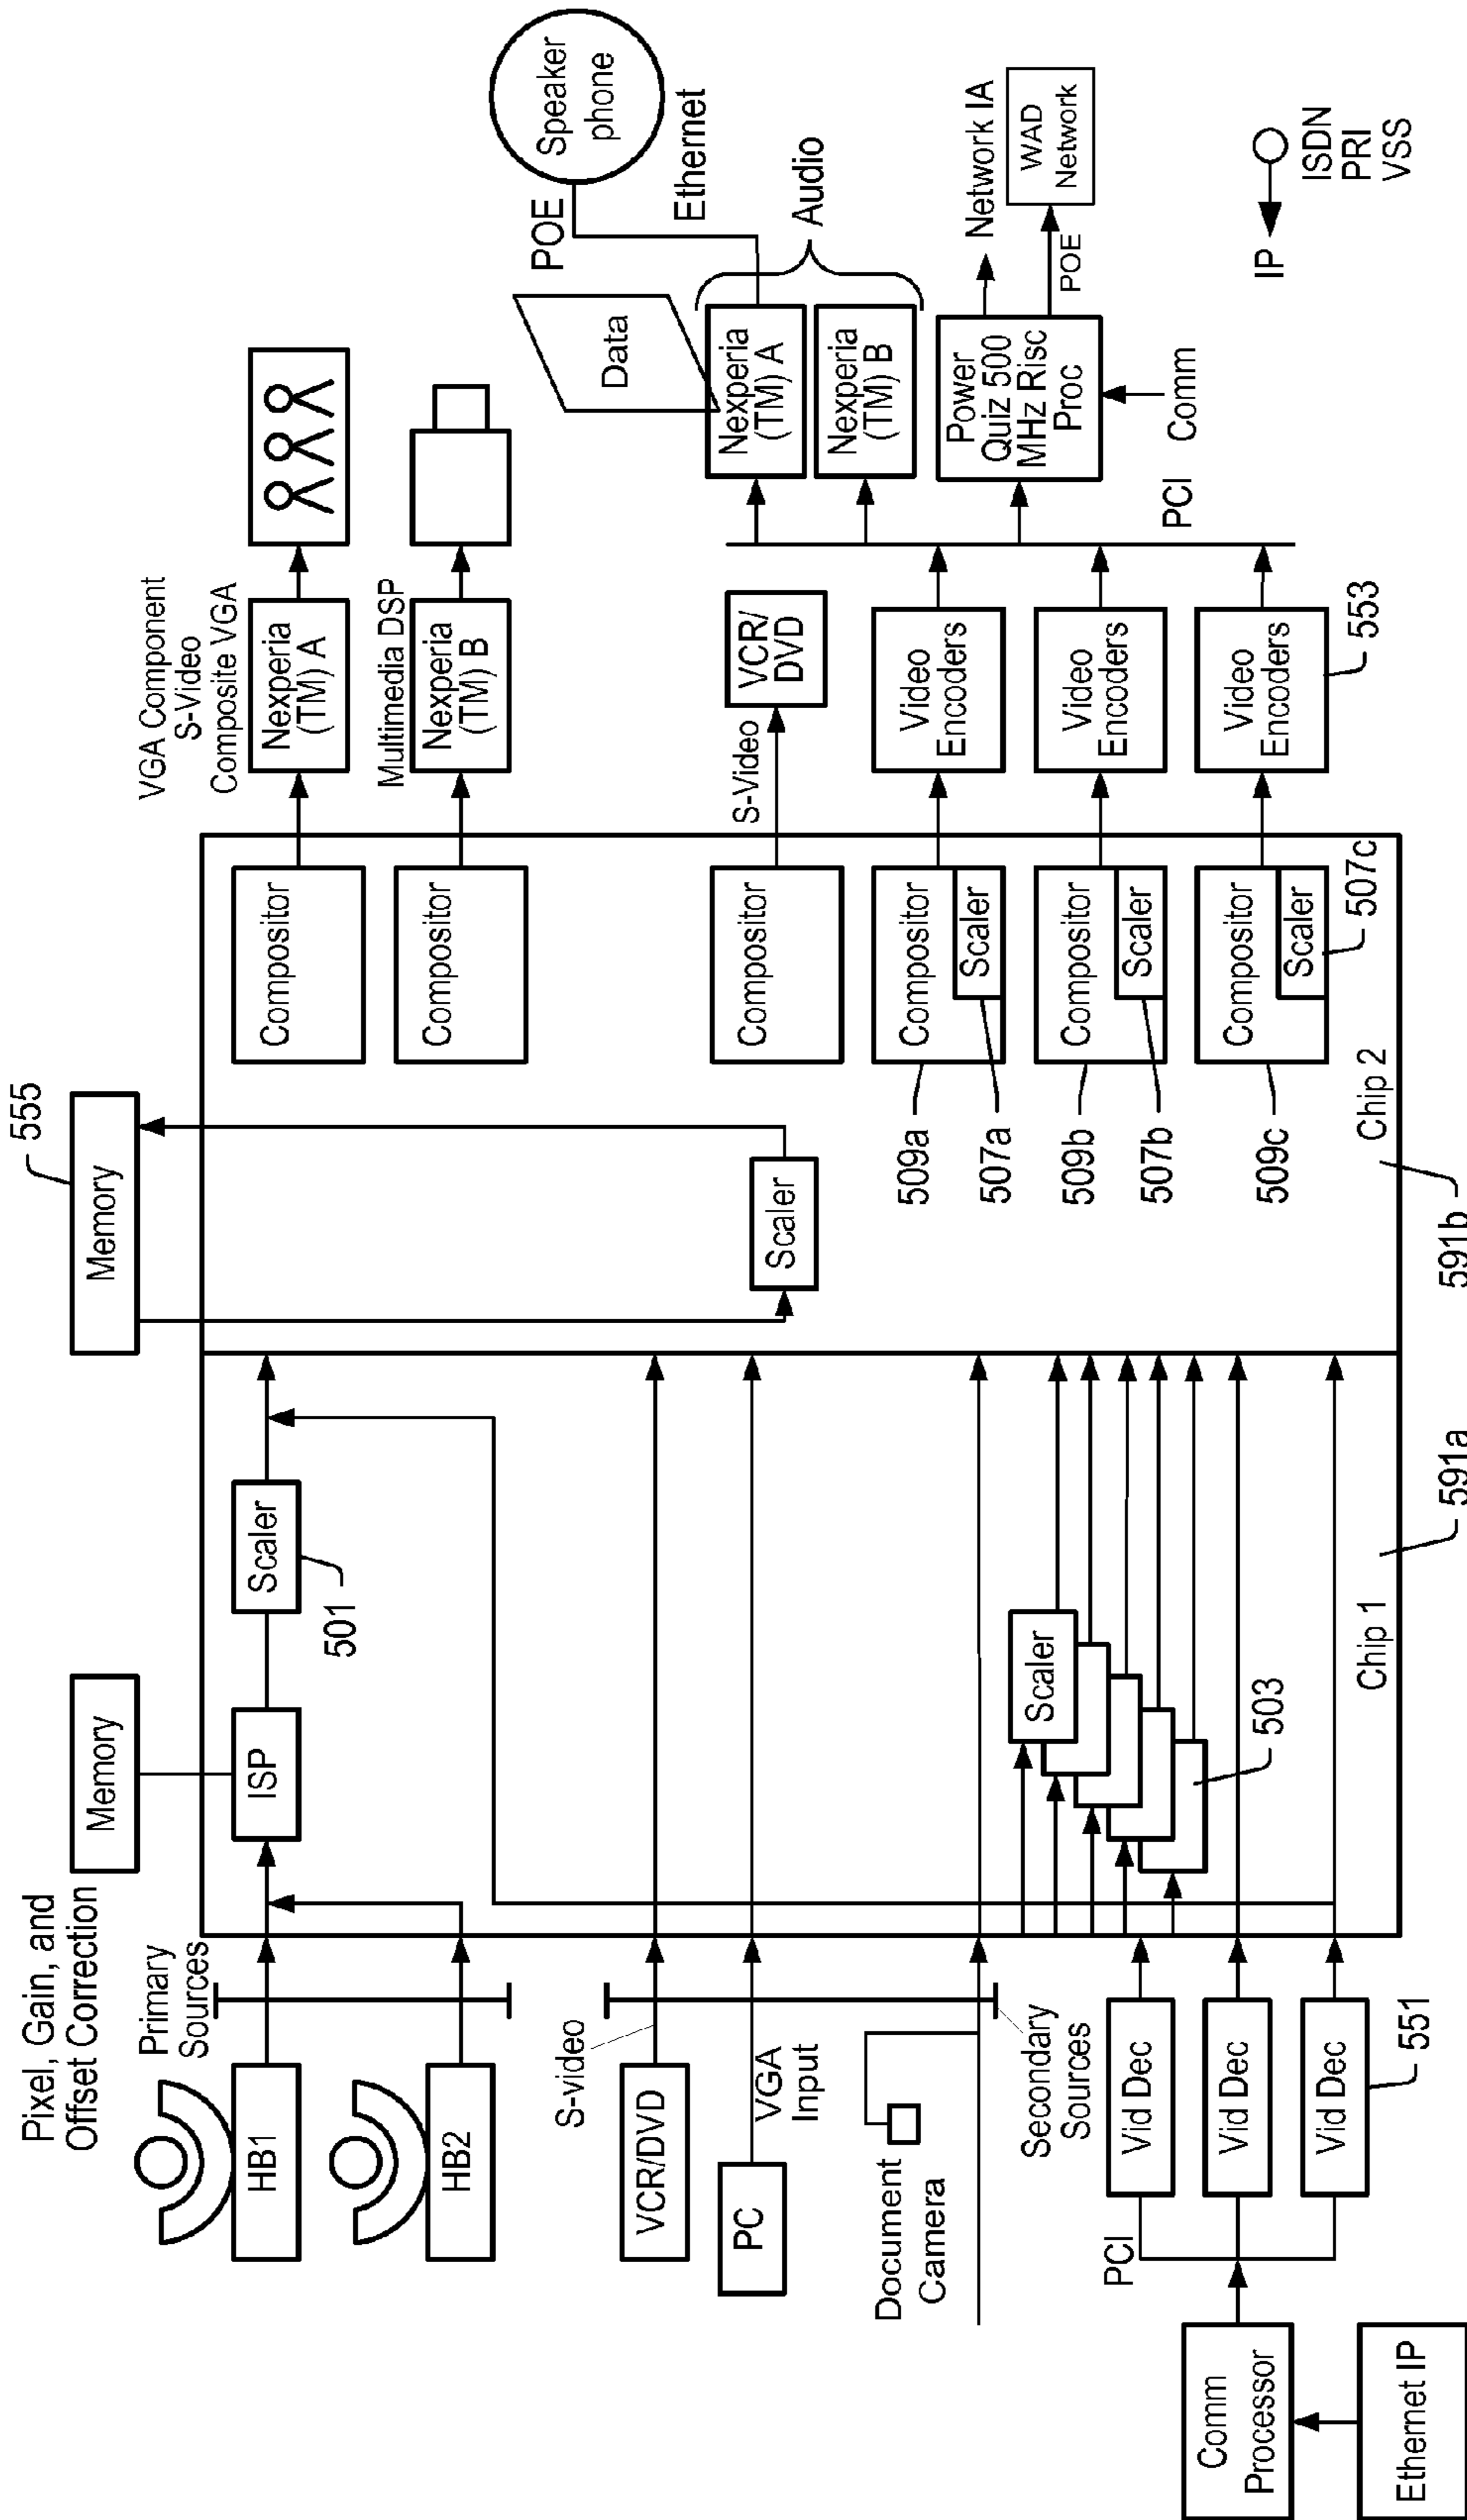 Pixel, Gain, and
Offset Correction
Primary
Sources
HB1
HB2
S-video
VCR/DVD
VGA
Input
PC
Document
Camera
Secondary
Sources
PCI
Vid Dec
Vid Dec
Vid Dec
551
Comm
Processor
Ethernet IP
Memory
ISP
Scaler
501
Scaler
503
Chip 1
591a
Memory
555
Scaler
Compositor
Compositor
Compositor
Compositor
Scaler
509a
507a
Compositor
Scaler
509b
507b
Compositor
Scaler
509c
507c
Chip 2
591b
VGA Component
S-Video
Composite VGA
Nexperia
(TM) A
Multimedia DSP
Nexperia
(TM) B
S-Video
VCR/
DVD
Video
Encoders
Video
Encoders
Video
Encoders
553
PCI
Data
POE
Speaker
phone
Ethernet
Nexperia
(TM) A
Nexperia
(TM) B
Audio
Power
Quiz 500
MHz Risc
Proc
Comm
Network IA
POE
WAD
Network
IP
ISDN
PRI
VSS